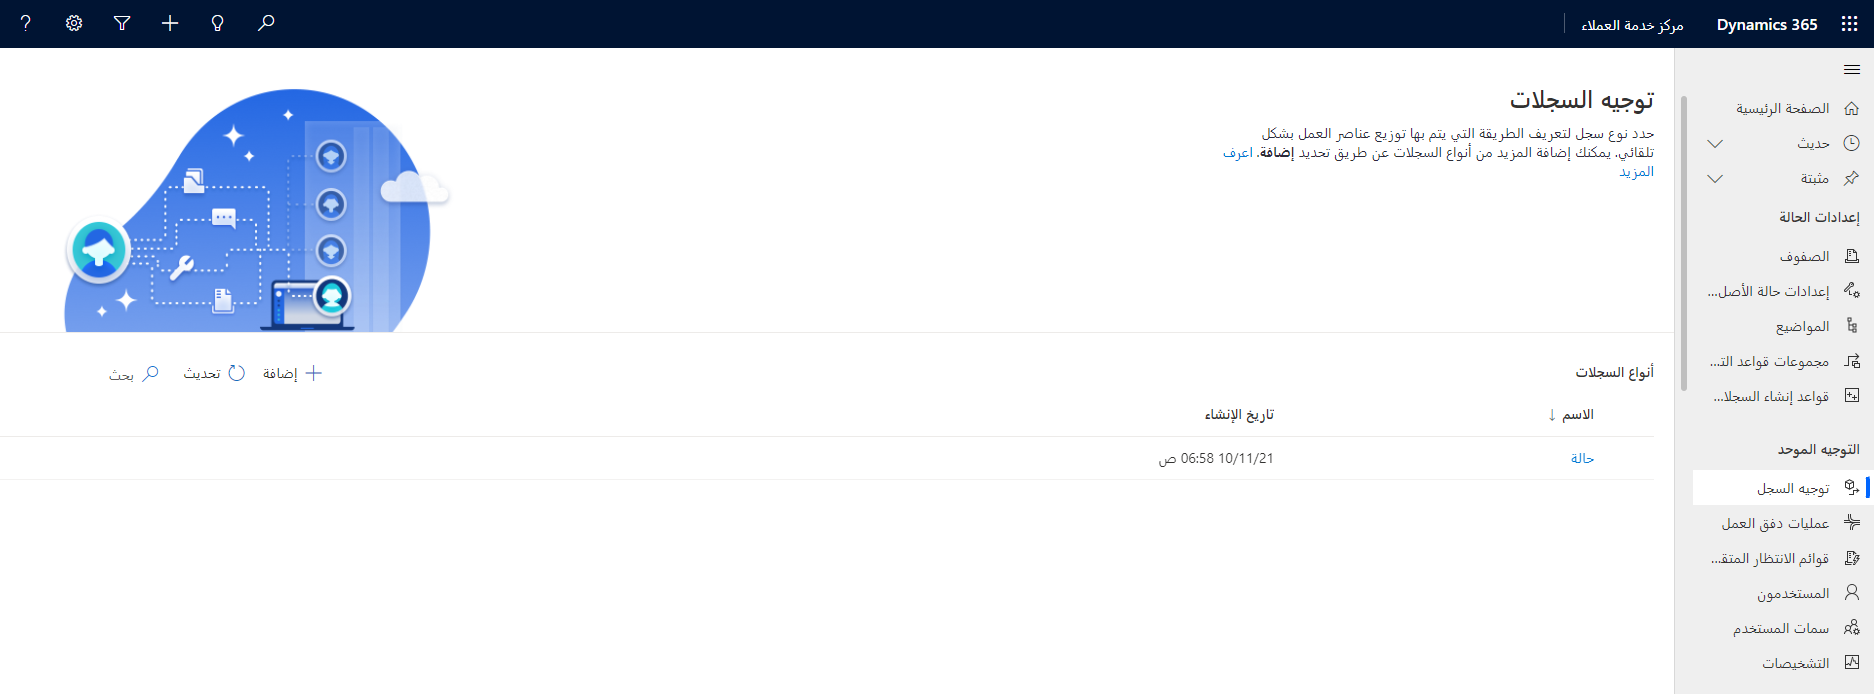 Dynamics 365
مركز خدمة العملاء
الصفحة الرئيسية
حديث
مثبتة
إعدادات الحالة
الصفوف
إعدادات حالة الأصل...
المواضيع
مجموعات قواعد التـ...
قواعد إنشاء السجلا...
التوجيه الموحد
توجيه السجل
عمليات دفق العمل
قوائم الانتظار المتقـ...
المستخدمون
سمات المستخدم
التشخيصات
توجيه السجلات
حدد نوع سجل لتعريف الطريقة التي يتم بها توزيع عناصر العمل بشكل
تلقائي. يمكنك إضافة المزيد من أنواع السجلات عن طريق تحديد إضافة. اعرف
المزيد
أنواع السجلات
إضافة
تحديث
بحث
الاسم
تاريخ الإنشاء
حالة
10/11/21 06:58 ص